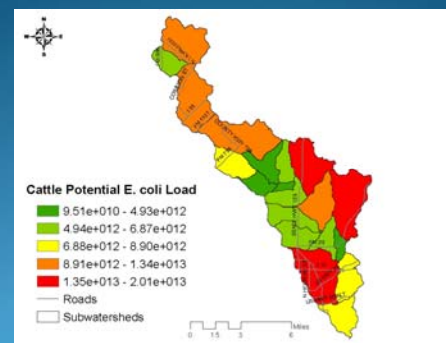 N
Cattle Potential E. coli Load
9.51e+010 - 4.93e+012
4.94e+012 - 6.87e+012
6.88e+012 - 8.90e+012
8.91e+012 - 1.34e+013
1.35e+013 - 2.01e+013
Roads
Subwatersheds
0 1.5 3 6
Miles